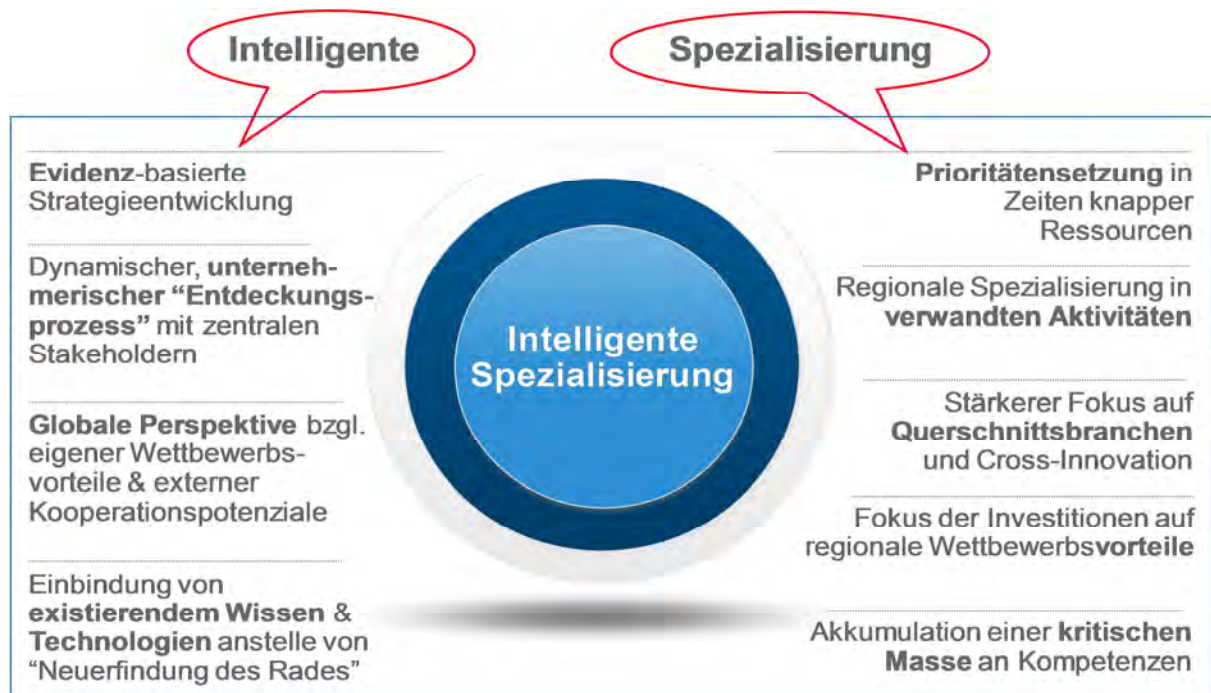 Intelligente
Spezialisierung
Evidenz-basierte
Strategieentwicklung
Dynamischer, unterneh-
merischer “Entdeckungs-
prozess” mit zentralen
Stakeholdern
Globale Perspektive bzgl.
eigener Wettbewerbs-
vorteile & externer
Kooperationspotenziale
Einbindung von
existierendem Wissen &
Technologien anstelle von
“Neuerfindung des Rades”
Intelligente
Spezialisierung
Prioritätensetzung in
Zeiten knapper
Ressourcen
Regionale Spezialisierung in
verwandten Aktivitäten
Stärkerer Fokus auf
Querschnittsbranchen
und Cross-Innovation
Fokus der Investitionen auf
regionale Wettbewerbsvorteile
Akkumulation einer kritischen
Masse an Kompetenzen